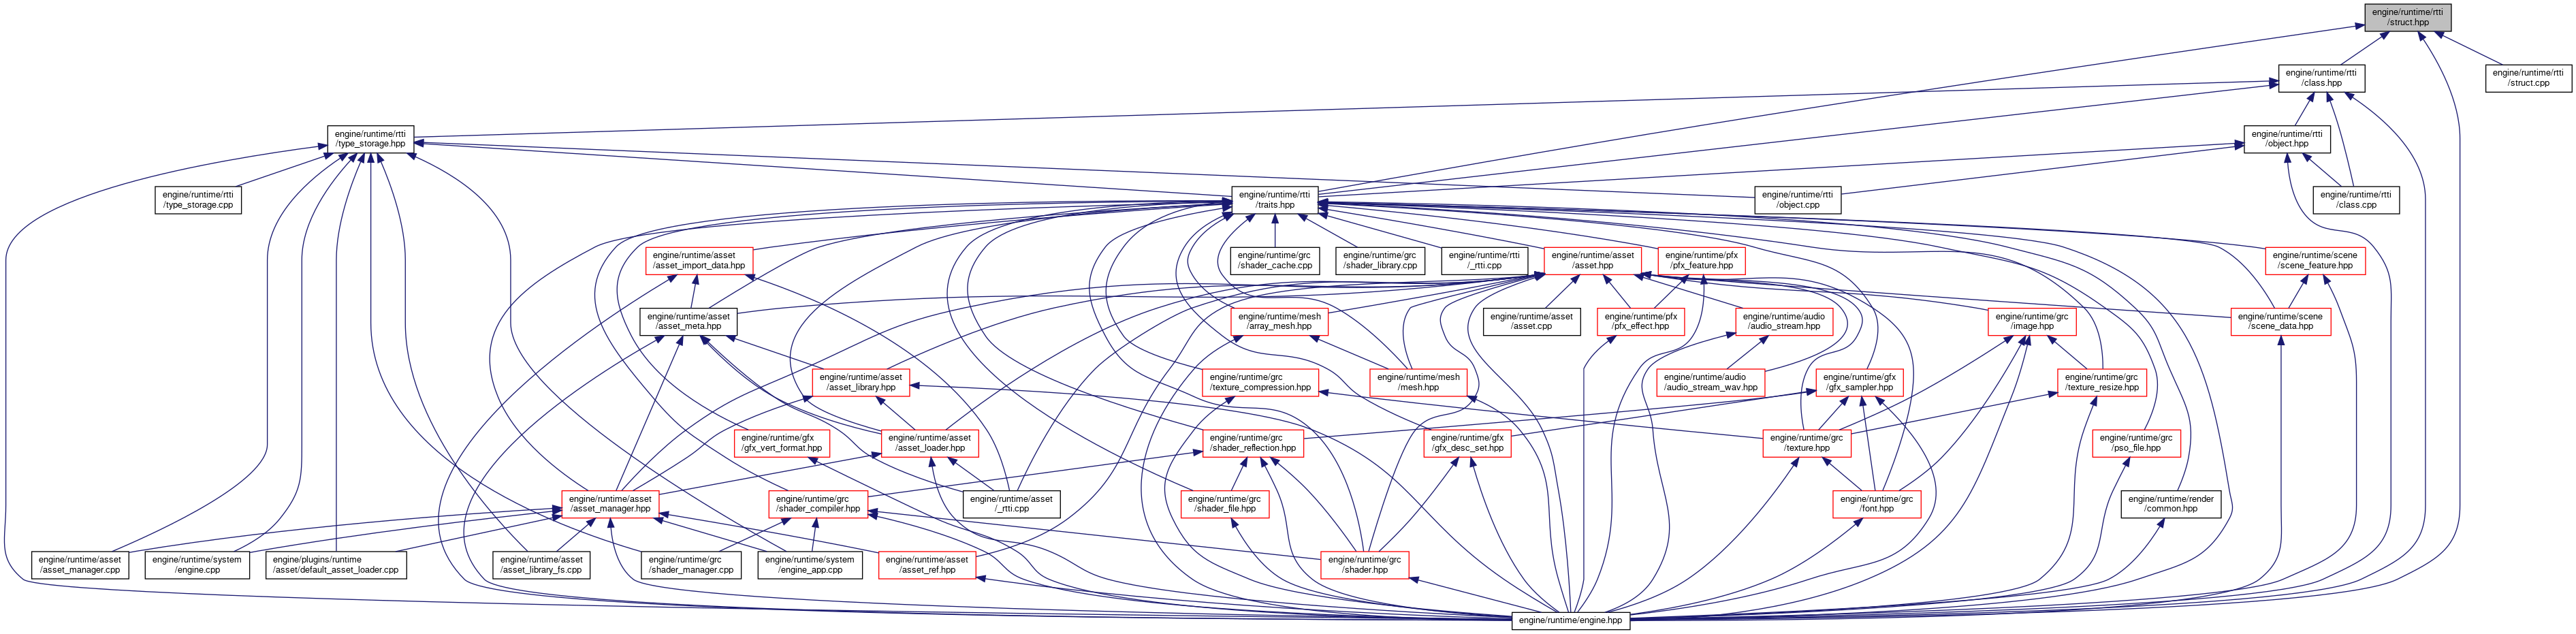 engine/runtime/rtti
/struct.hpp
engine/runtime/rtti
/class.hpp
engine/runtime/rtti
/struct.cpp
engine/runtime/rtti
/type_storage.hpp
engine/runtime/rtti
/object.hpp
engine/runtime/rtti
/type_storage.cpp
engine/runtime/rtti
/traits.hpp
engine/runtime/rtti
/object.cpp
engine/runtime/rtti
/class.cpp
engine/runtime/asset
/asset_import_data.hpp
engine/runtime/grc
/shader_cache.cpp
engine/runtime/grc
/shader_library.cpp
engine/runtime/rtti
/_rtti.cpp
engine/runtime/asset
/asset.hpp
engine/runtime/pfx
/pfx_feature.hpp
engine/runtime/scene
/scene_feature.hpp
engine/runtime/asset
/asset_meta.hpp
engine/runtime/mesh
/array_mesh.hpp
engine/runtime/asset
/asset.cpp
engine/runtime/pfx
/pfx_effect.hpp
engine/runtime/audio
/audio_stream.hpp
engine/runtime/grc
/image.hpp
engine/runtime/scene
/scene_data.hpp
engine/runtime/asset
/asset_library.hpp
engine/runtime/grc
/texture_compression.hpp
engine/runtime/mesh
/mesh.hpp
engine/runtime/audio
/audio_stream_wav.hpp
engine/runtime/gfx
/gfx_sampler.hpp
engine/runtime/grc
/texture_resize.hpp
engine/runtime/gfx
/gfx_vert_format.hpp
engine/runtime/asset
/asset_loader.hpp
engine/runtime/grc
/shader_reflection.hpp
engine/runtime/gfx
/gfx_desc_set.hpp
engine/runtime/grc
/texture.hpp
engine/runtime/grc
/pso_file.hpp
engine/runtime/asset
/asset_manager.hpp
engine/runtime/grc
/shader_compiler.hpp
engine/runtime/asset
/_rtti.cpp
engine/runtime/grc
/shader_file.hpp
engine/runtime/grc
/font.hpp
engine/runtime/render
/common.hpp
engine/runtime/asset
/asset_manager.cpp
engine/runtime/system
/engine.cpp
engine/plugins/runtime
/asset/default_asset_loader.cpp
engine/runtime/asset
/asset_library_fs.cpp
engine/runtime/grc
/shader_manager.cpp
engine/runtime/system
/engine_app.cpp
engine/runtime/asset
/asset_ref.hpp
engine/runtime/grc
/shader.hpp
engine/runtime/engine.hpp